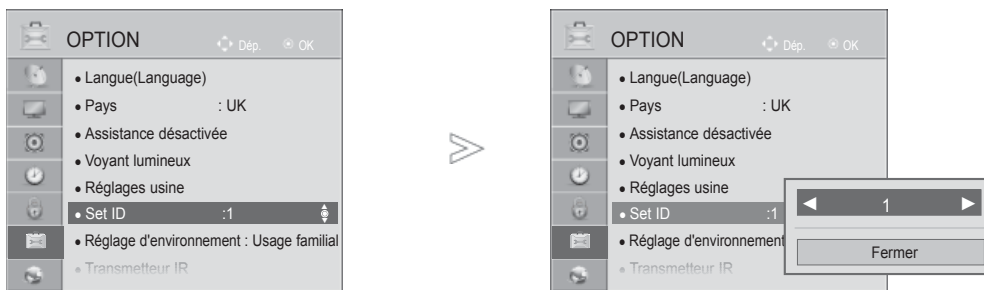 OPTION Dép. OK
• Langue(Language)
• Pays : UK
• Assistance désactivée
• Voyant lumineux
• Réglages usine
• Set ID :1
• Réglage d'environnement : Usage familial
• Transmetteur IR
OPTION Dép. OK
• Langue(Language)
• Pays : UK
• Assistance désactivée
• Voyant lumineux
• Réglages usine
• Set ID :1
• Réglage d'environnement
• Transmetteur IR
◀ 1 ▶
Fermer